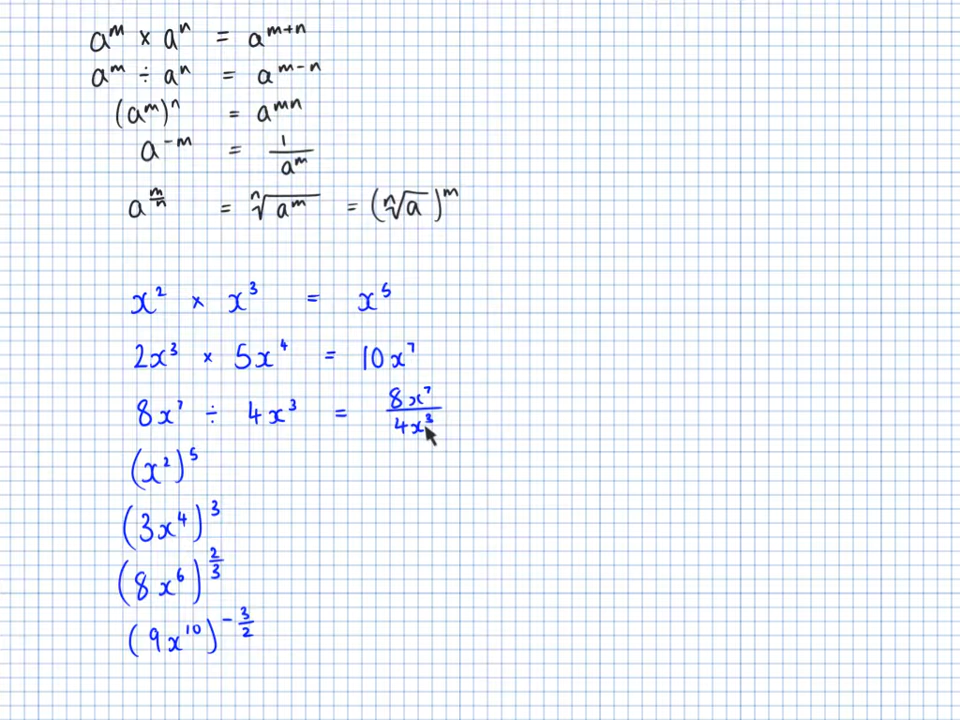 aᵐ × aⁿ = aᵐ⁺ⁿ
aᵐ ÷ aⁿ = aᵐ⁻ⁿ
(aᵐ)ⁿ = aᵐⁿ
a⁻ᵐ = 1/aᵐ
a^(m/n) = ⁿ√(aᵐ) = (ⁿ√a)ᵐ
x² × x³ = x⁵
2x³ × 5x⁴ = 10x⁷
8x⁷ ÷ 4x³ = 8x⁷/4x³
(x²)⁵
(3x⁴)³
(8x⁶)^(2/3)
(9x¹⁰)^(-3/2)